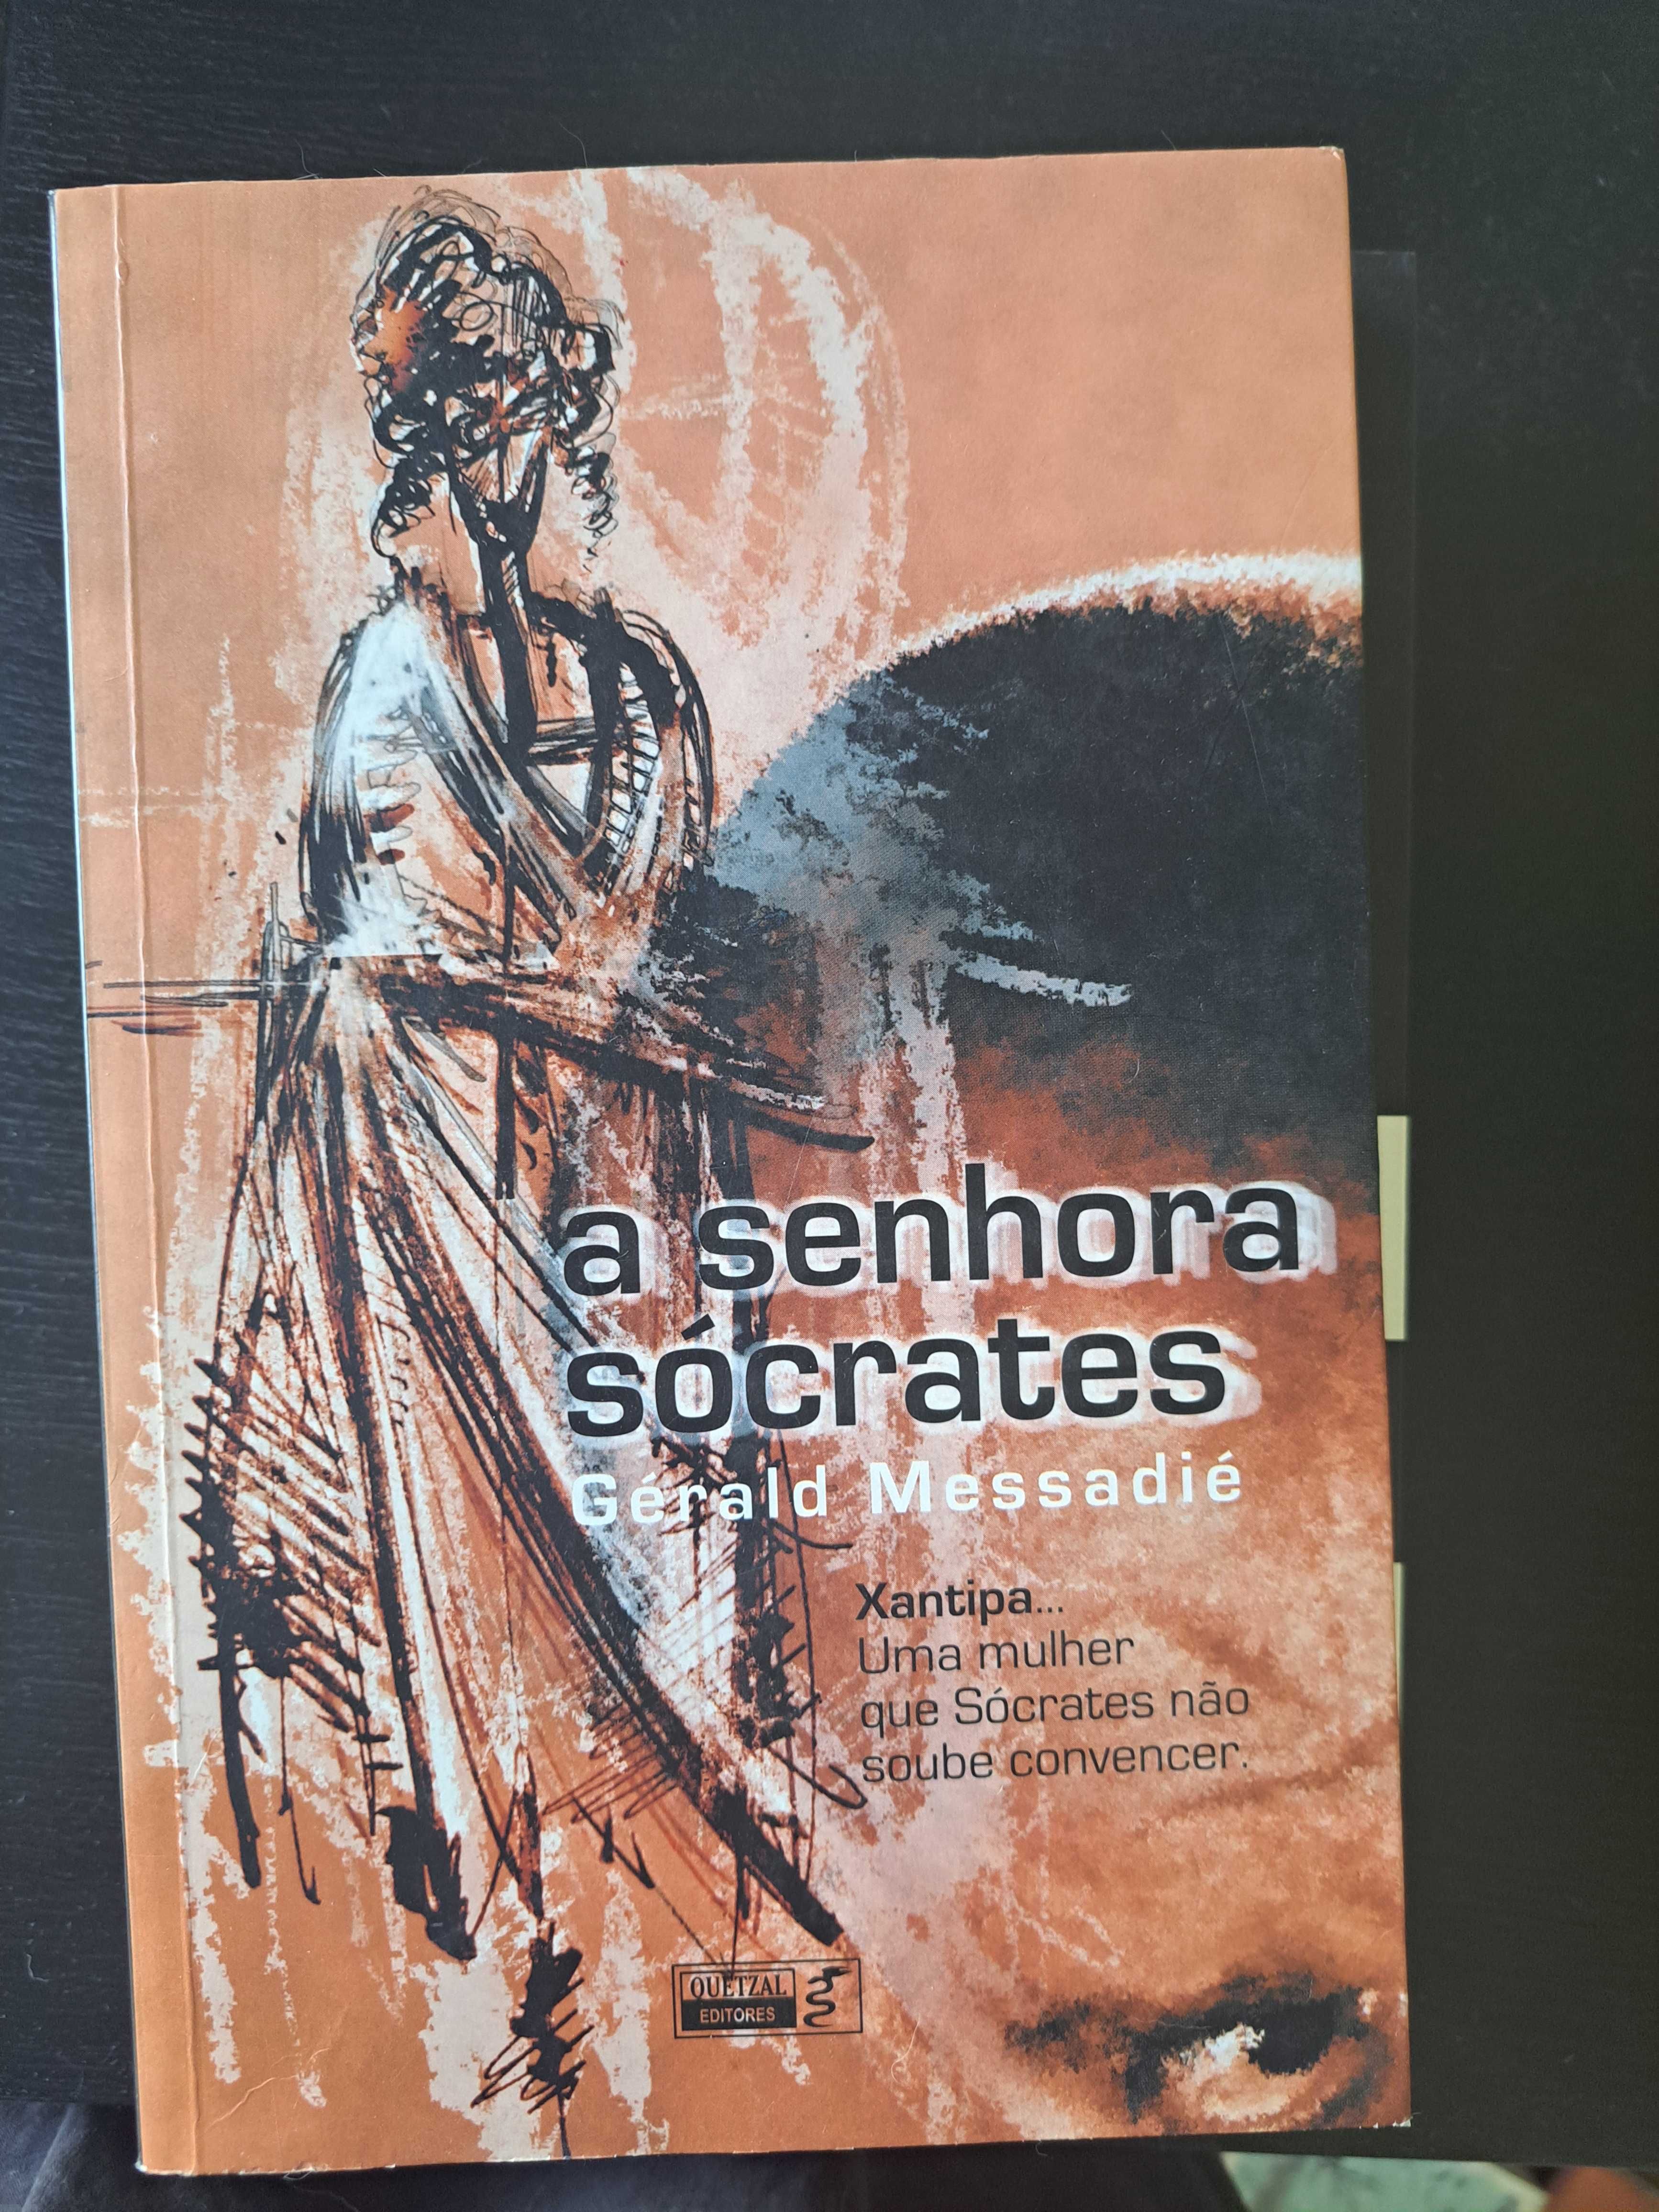 a senhora
sócrates
Gérald Messadié
Xantipa...
Uma mulher
que Sócrates não
soube convencer.
QUETZAL
EDITORES